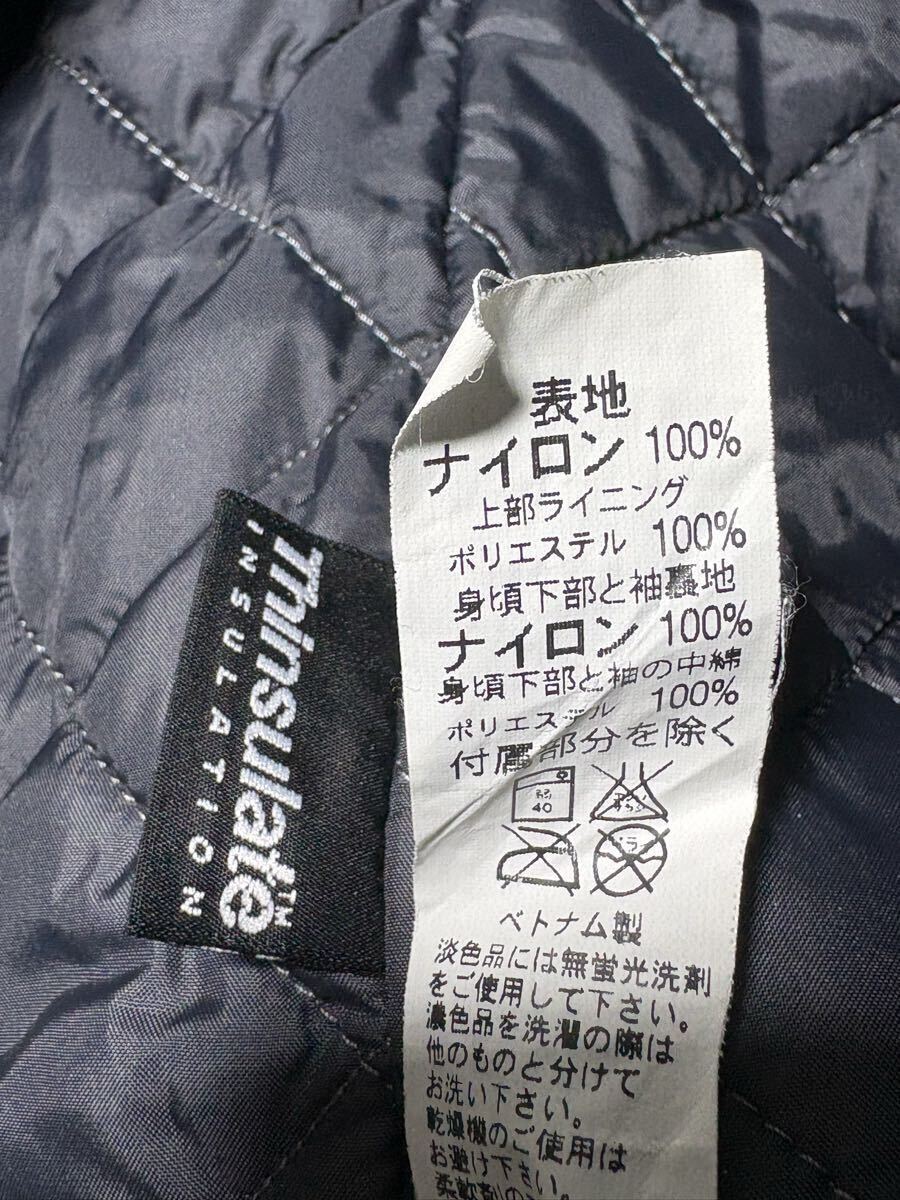 表地
ナイロン 100%
上部ライニング
ポリエステル 100%
身頃下部と袖裏地
ナイロン 100%
身頃下部と袖の中綿
ポリエステル 100%
付属部分を除く
40
ベトナム製
淡色品には無蛍光洗剤
をご使用して下さい。
濃色品を洗濯の際は
他のものと分けて
お洗い下さい。
乾燥機のご使用は
お避け下さい。
柔軟剤の
Thinsulate™
INSULATION